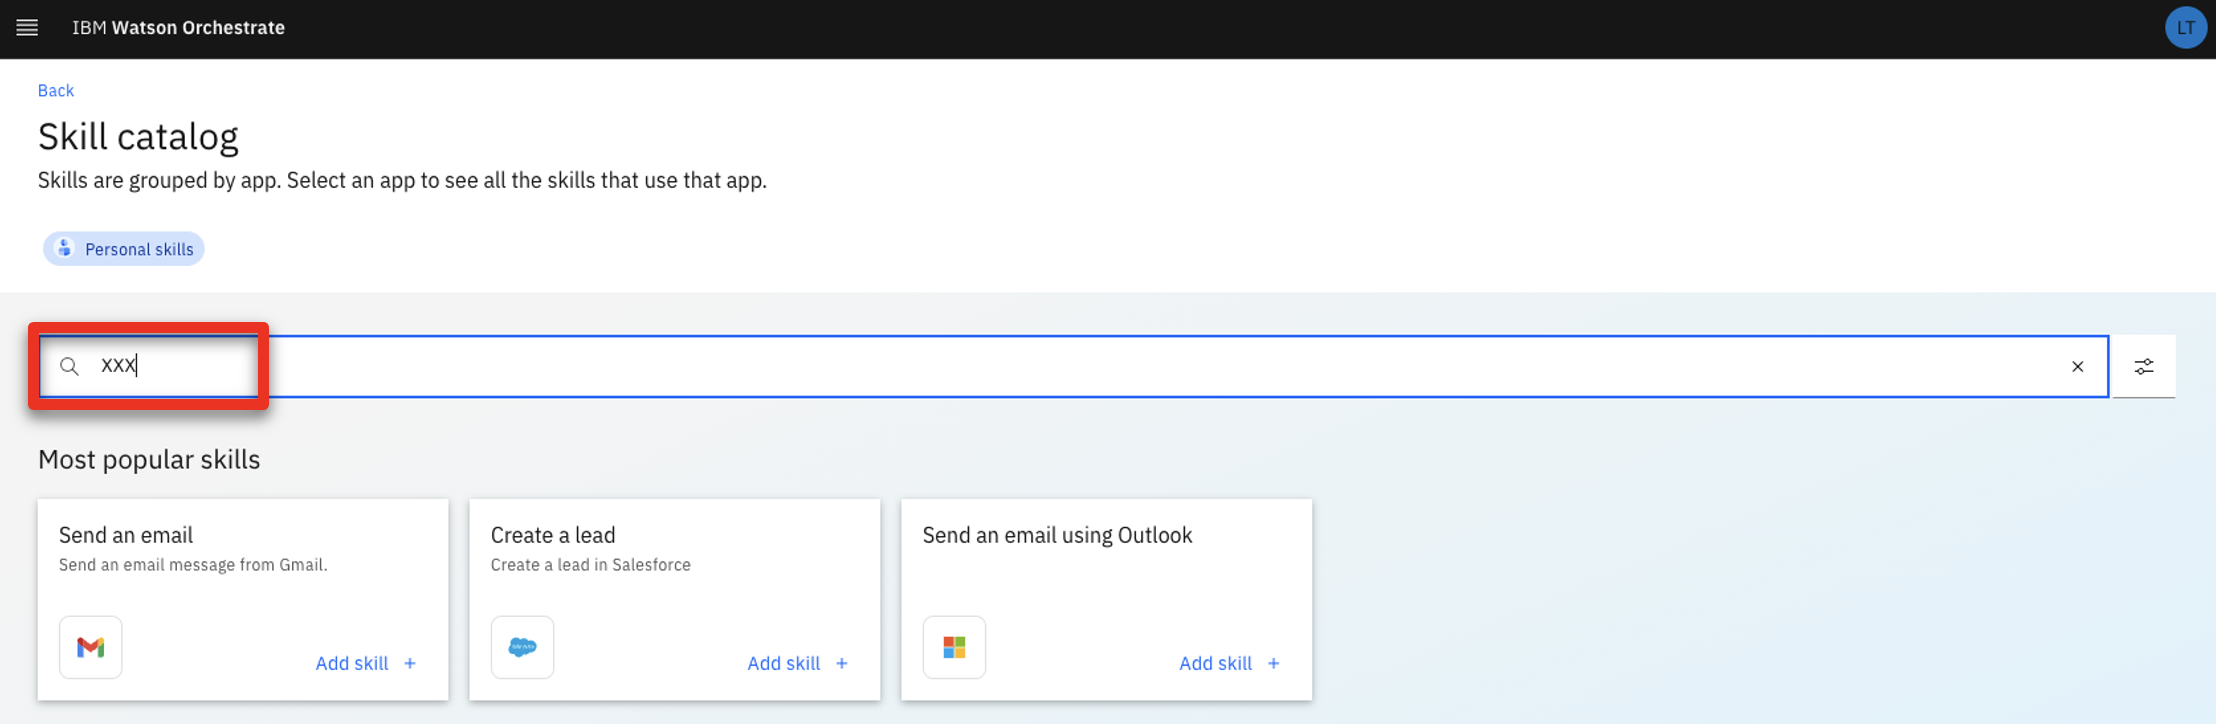 IBM Watson Orchestrate
LT
Back
Skill catalog
Skills are grouped by app. Select an app to see all the skills that use that app.
Personal skills
XXX
Most popular skills
Send an email
Send an email message from Gmail.
Add skill +
Create a lead
Create a lead in Salesforce
Add skill +
Send an email using Outlook
Add skill +